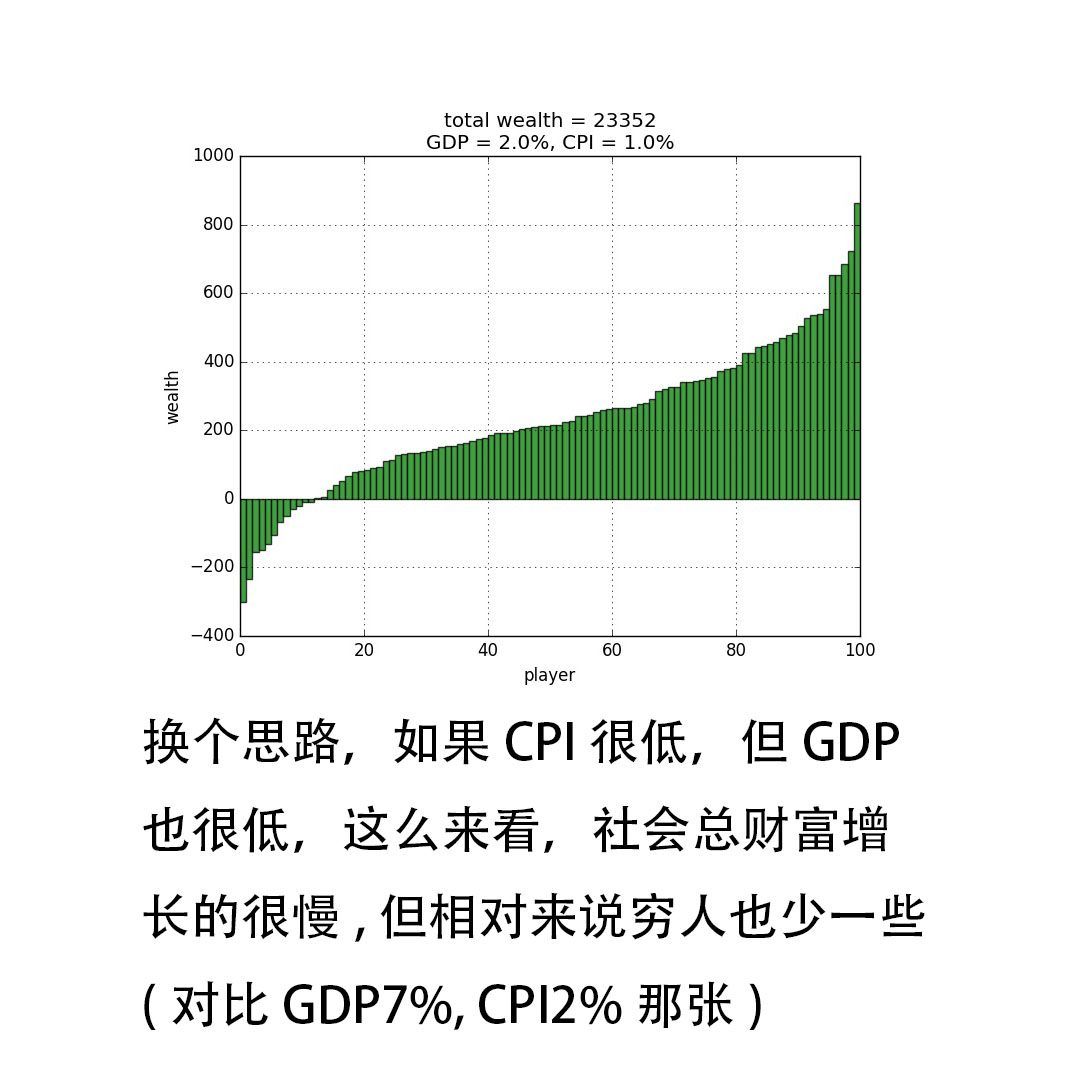 total wealth = 23352
GDP = 2.0%, CPI = 1.0%
1000
800
600
400
200
0
−200
−400
wealth
0 20 40 60 80 100
player
换个思路，如果 CPI 很低，但 GDP
也很低，这么来看，社会总财富增
长的很慢 , 但相对来说穷人也少一些
( 对比 GDP7%, CPI2% 那张 )